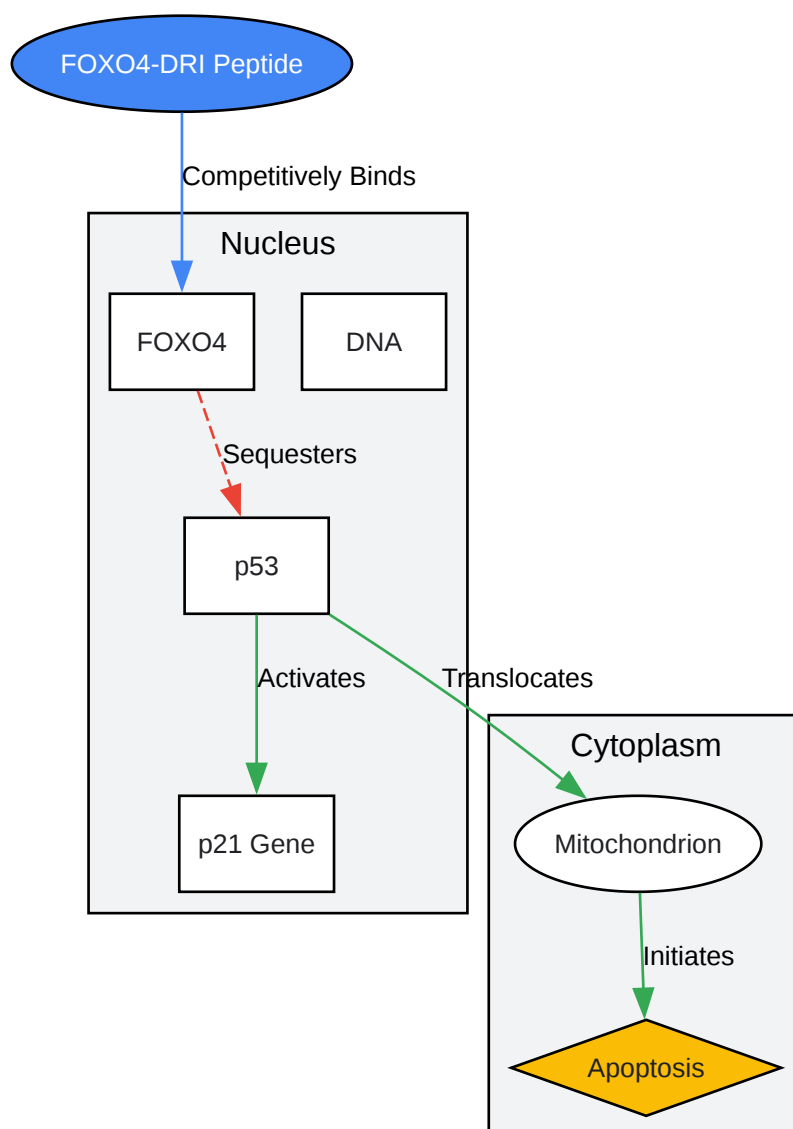 FOXO4-DRI Peptide
Competitively Binds
Nucleus
FOXO4
DNA
Sequesters
p53
Activates
Translocates
Cytoplasm
p21 Gene
Mitochondrion
Initiates
Apoptosis